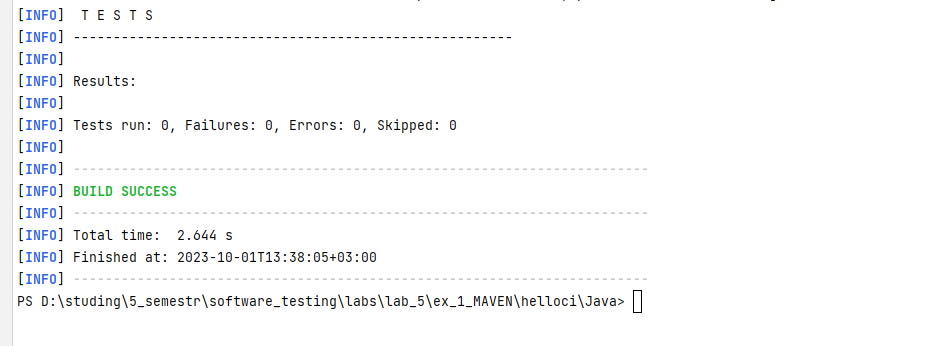 [INFO]  T E S T S
[INFO] -------------------------------------------------------
[INFO]
[INFO] Results:
[INFO]
[INFO] Tests run: 0, Failures: 0, Errors: 0, Skipped: 0
[INFO]
[INFO] ------------------------------------------------------------------------
[INFO] BUILD SUCCESS
[INFO] ------------------------------------------------------------------------
[INFO] Total time:  2.644 s
[INFO] Finished at: 2023-10-01T13:38:05+03:00
[INFO] ------------------------------------------------------------------------
PS D:\studing\5_semestr\software_testing\labs\lab_5\ex_1_MAVEN\helloci\Java>